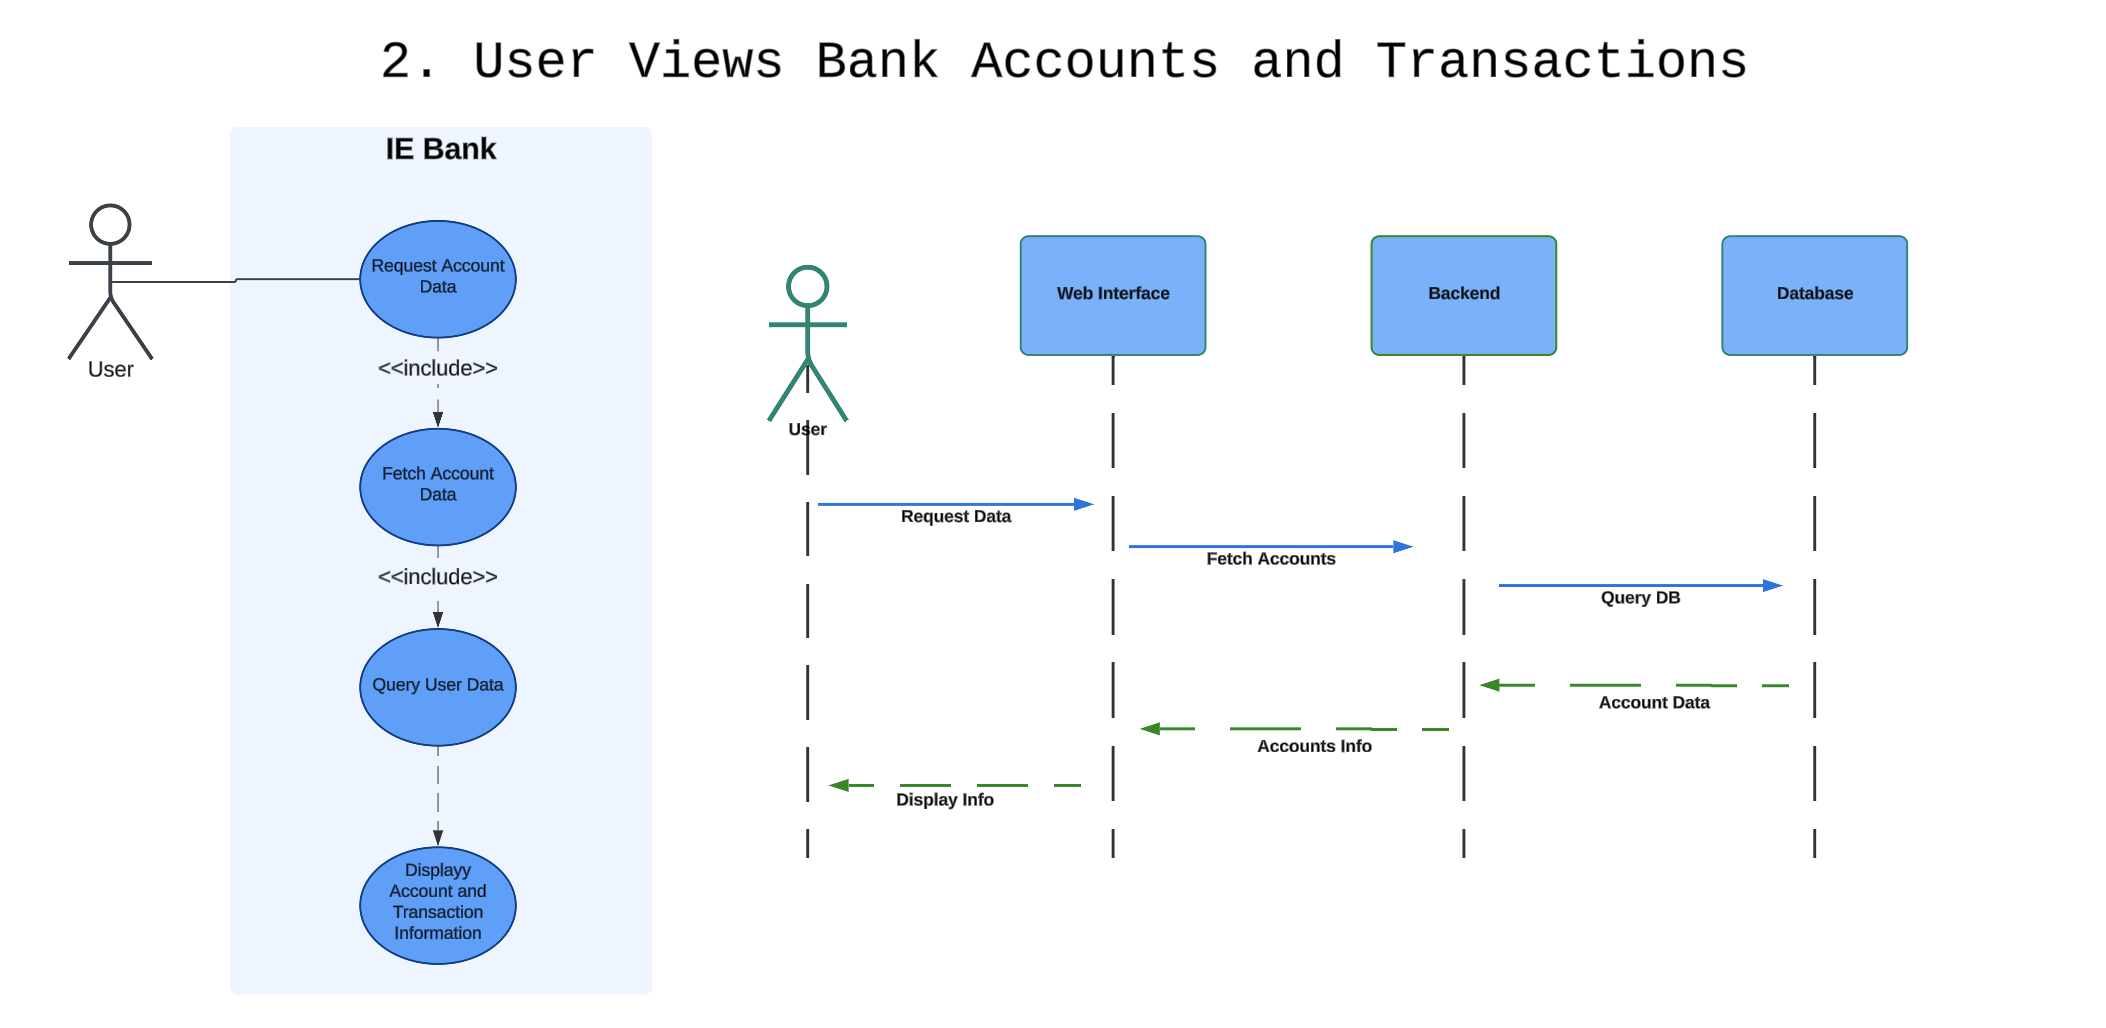 2. User Views Bank Accounts and Transactions
IE Bank
User
Request Account
Data
<<include>>
Fetch Account
Data
<<include>>
Query User Data
Displayy
Account and
Transaction
Information
User
Web Interface
Backend
Database
Request Data
Fetch Accounts
Query DB
Account Data
Accounts Info
Display Info